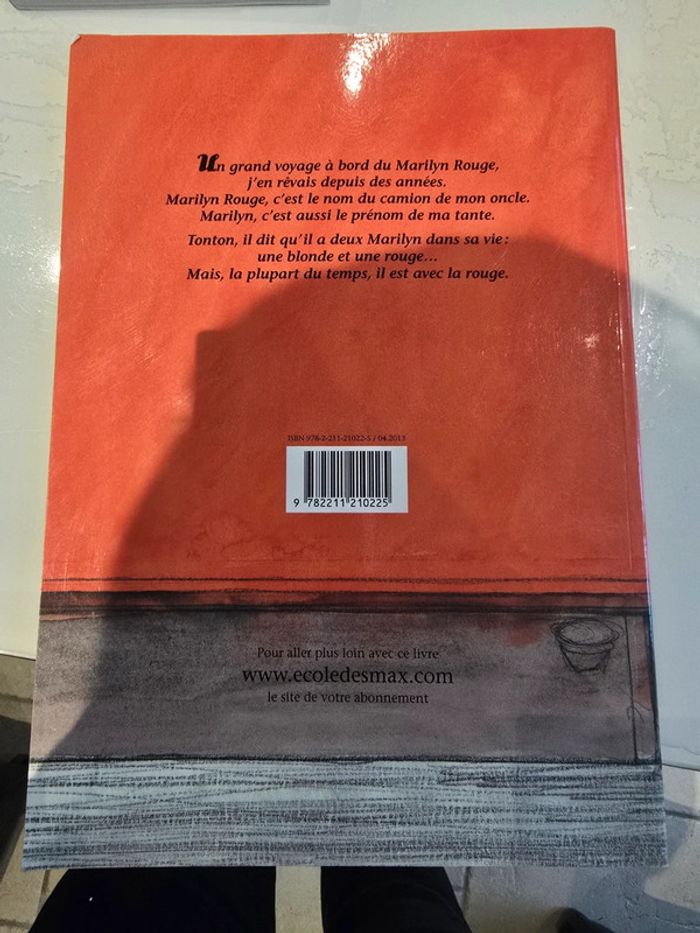 Un grand voyage à bord du Marilyn Rouge,
j'en rêvais depuis des années.
Marilyn Rouge, c'est le nom du camion de mon oncle.
Marilyn, c'est aussi le prénom de ma tante.
Tonton, il dit qu'il a deux Marilyn dans sa vie :
une blonde et une rouge...
Mais, la plupart du temps, il est avec la rouge.
ISBN 978-2-211-21022-5 / 04.2013
9 782211 210225
Pour aller plus loin avec ce livre
www.ecoledesmax.com
le site de votre abonnement